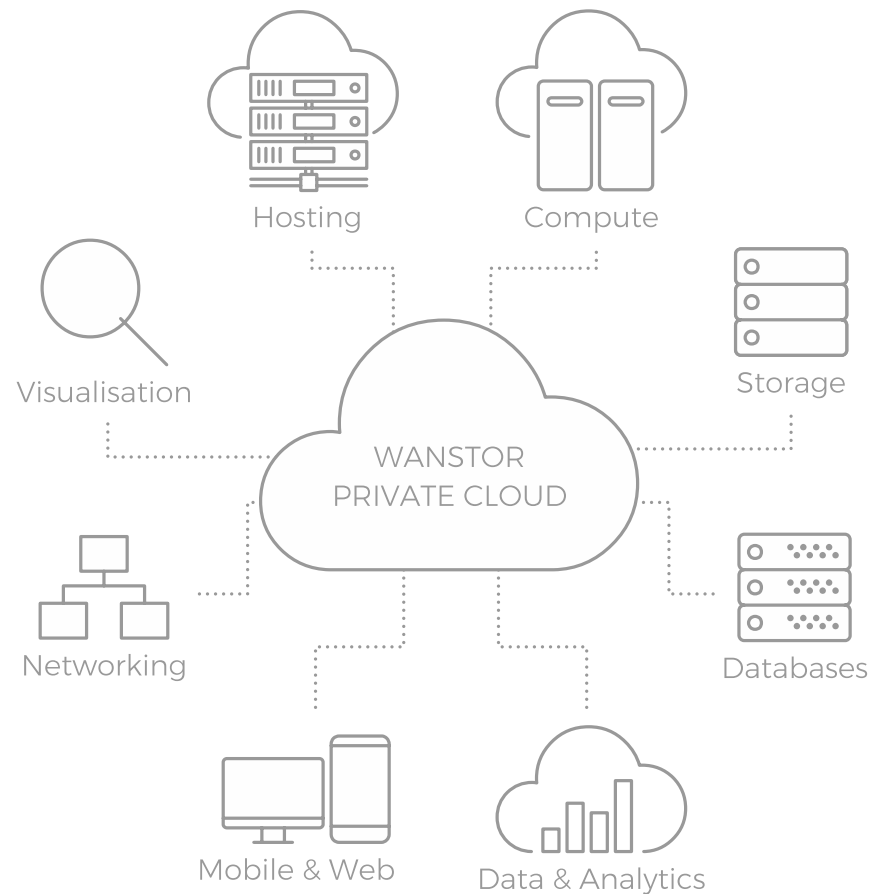 Hosting
Compute
Visualisation
Storage
WANSTOR
PRIVATE CLOUD
Networking
Databases
Mobile & Web
Data & Analytics